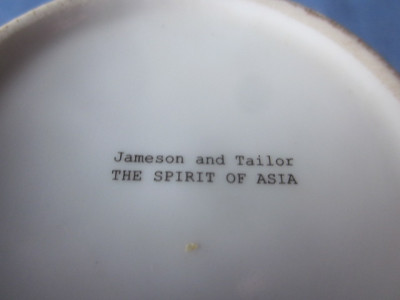 Jameson and Tailor
THE SPIRIT OF ASIA